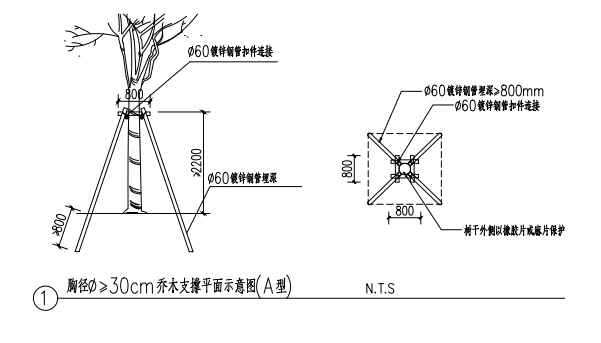 Ø60镀锌钢管扣件连接
800
≥2200
Ø60镀锌钢管埋深
≥800
Ø60镀锌钢管埋深≥800mm
Ø60镀锌钢管扣件连接
800
800
树干外侧以橡胶片或麻片保护
1 胸径Ø≥30cm乔木支撑平面示意图(A型) N.T.S